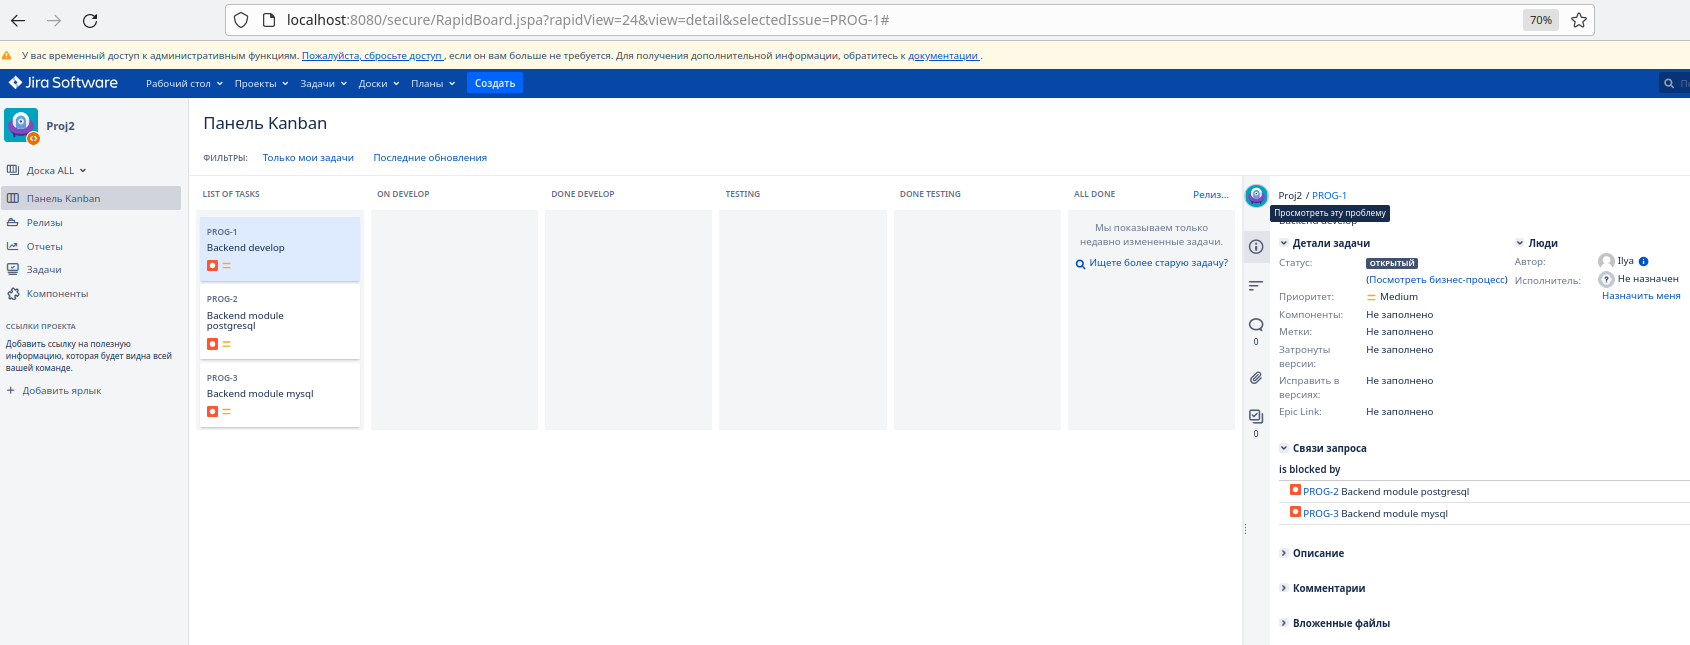 localhost:8080/secure/RapidBoard.jspa?rapidView=24&view=detail&selectedIssue=PROG-1#
70%
У вас временный доступ к административным функциям. Пожалуйста, сбросьте доступ, если он вам больше не требуется. Для получения дополнительной информации, обратитесь к документации.
Jira Software
Рабочий стол
Проекты
Задачи
Доски
Планы
Создать
Proj2
Доска ALL
Панель Kanban
Релизы
Отчеты
Задачи
Компоненты
ССЫЛКИ ПРОЕКТА
Добавить ссылку на полезную
информацию, которая будет видна всей
вашей команде.
+ Добавить ярлык
Панель Kanban
ФИЛЬТРЫ: Только мои задачи Последние обновления
LIST OF TASKS
ON DEVELOP
DONE DEVELOP
TESTING
DONE TESTING
ALL DONE
Релиз...
PROG-1
Backend develop
PROG-2
Backend module
postgresql
PROG-3
Backend module mysql
Мы показываем только
недавно измененные задачи.
Ищете более старую задачу?
0
0
Proj2 / PROG-1
Просмотреть эту проблему
Backend develop
Детали задачи
Статус: ОТКРЫТЫЙ
(Посмотреть бизнес-процесс)
Приоритет: Medium
Компоненты: Не заполнено
Метки: Не заполнено
Затронуты
версии: Не заполнено
Исправить в
версиях: Не заполнено
Epic Link: Не заполнено
Люди
Автор: Ilya
Исполнитель: Не назначен
Назначить меня
Связи запроса
is blocked by
PROG-2 Backend module postgresql
PROG-3 Backend module mysql
Описание
Комментарии
Вложенные файлы